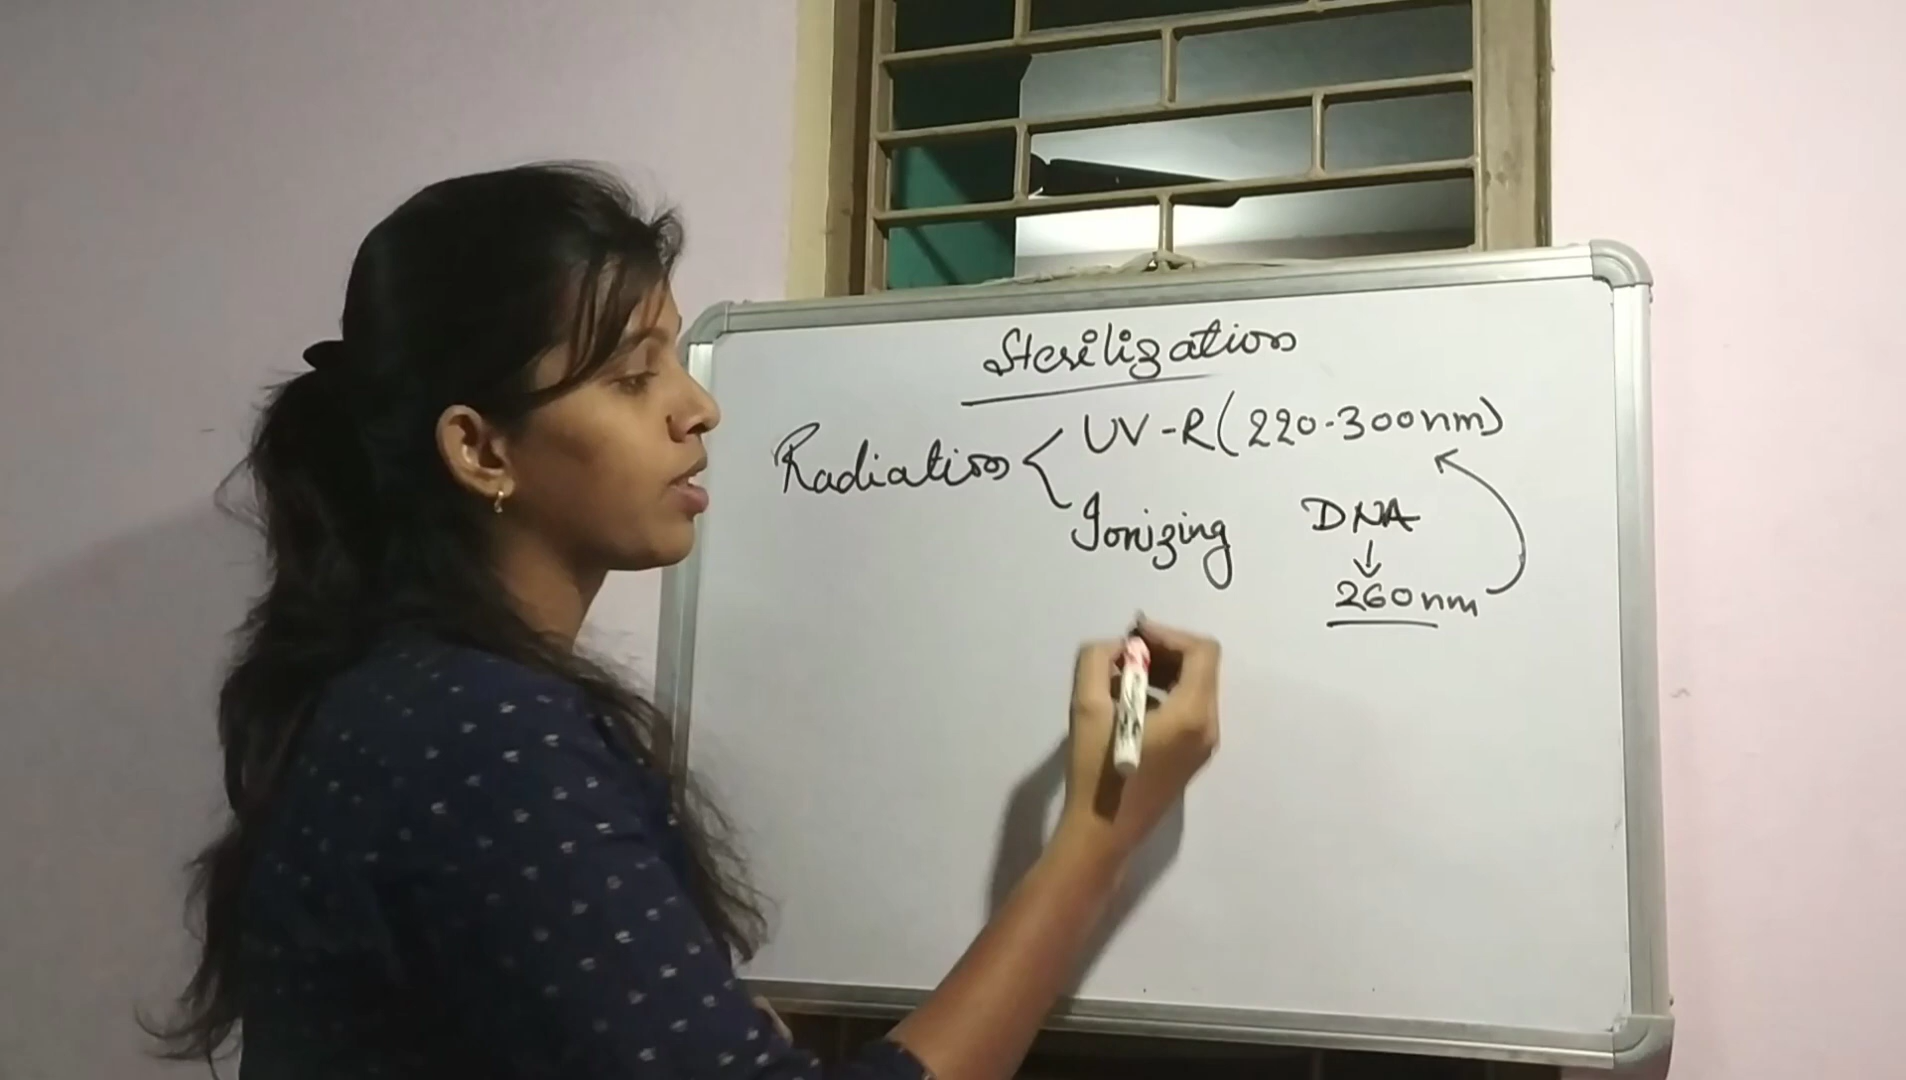 Sterilization
Radiation < UV-R (220-300nm)
Ionizing
DNA
↓
260nm